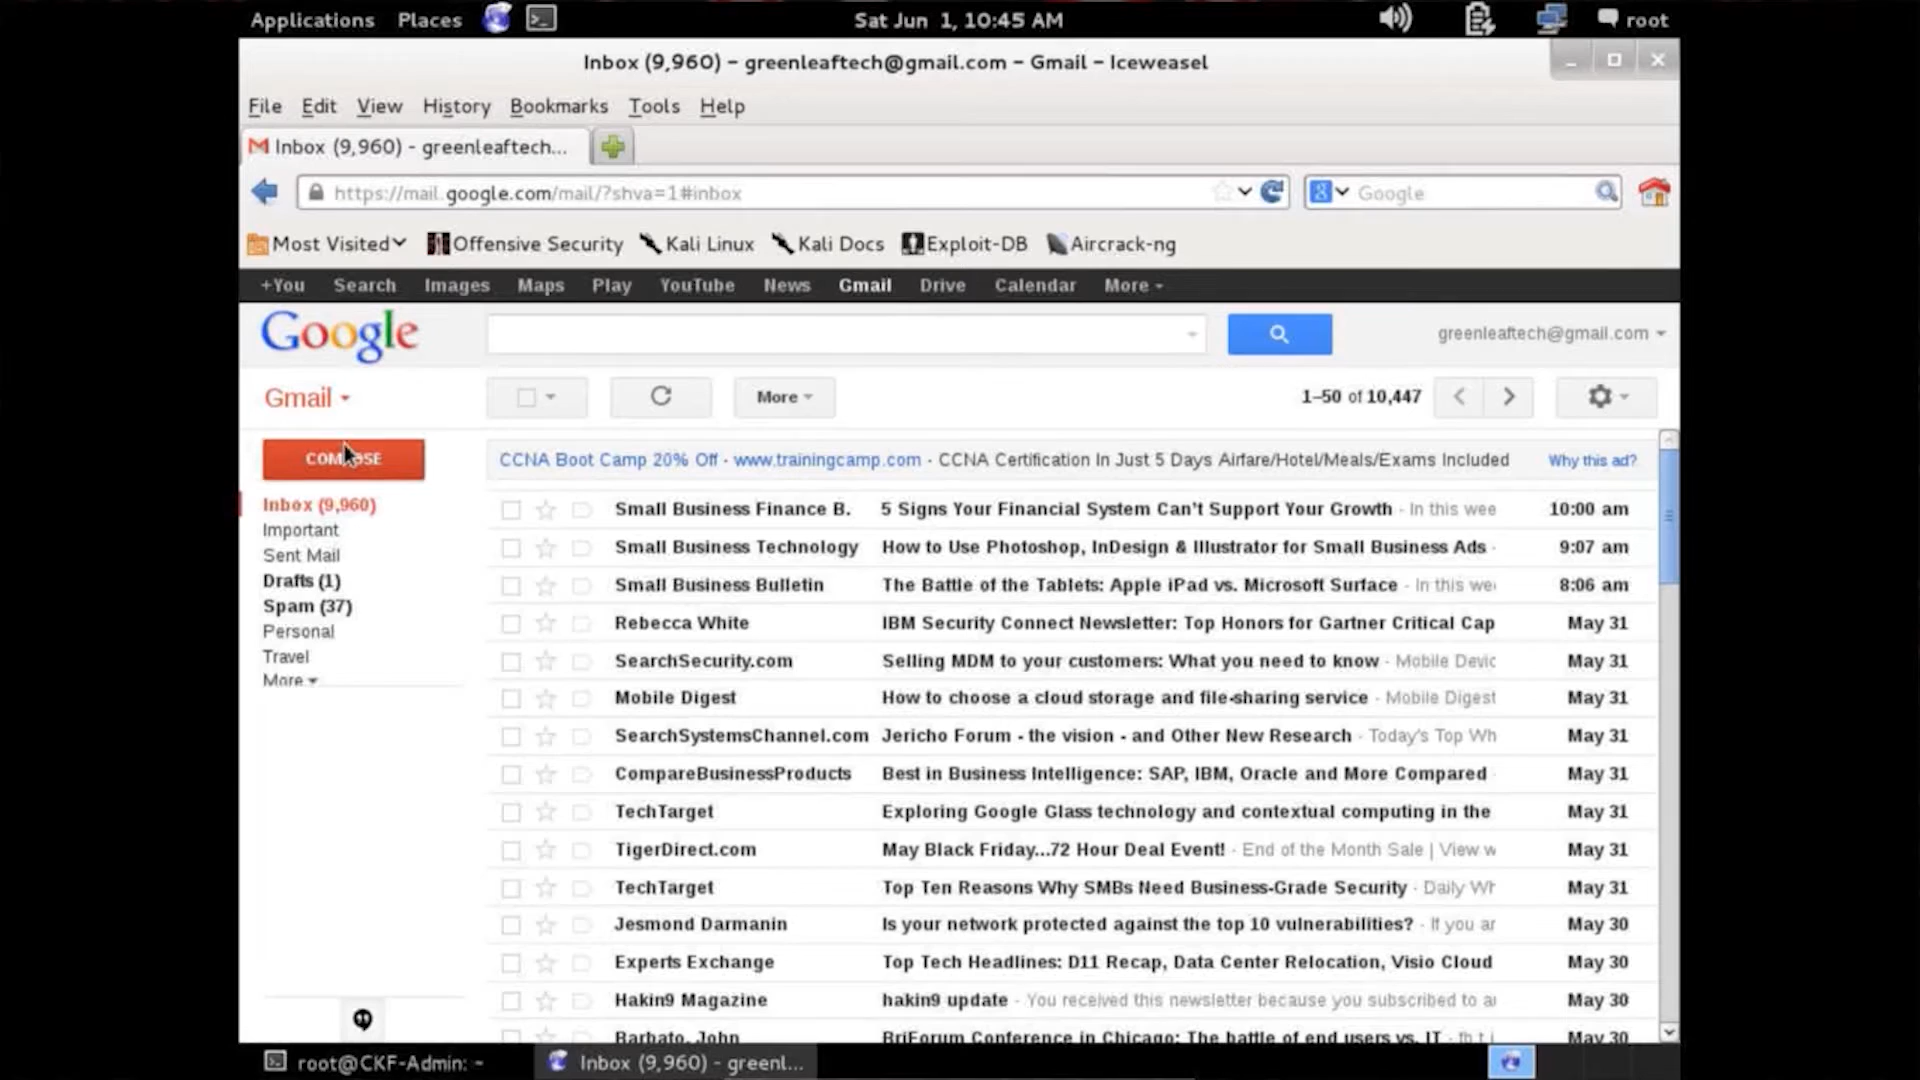 Applications Places Sat Jun 1, 10:45 AM root
Inbox (9,960) - greenleaftech@gmail.com - Gmail - Iceweasel
File Edit View History Bookmarks Tools Help
Inbox (9,960) - greenleaftech...
https://mail.google.com/mail/?shva=1#inbox Google
Most Visited Offensive Security Kali Linux Kali Docs Exploit-DB Aircrack-ng
+You Search Images Maps Play YouTube News Gmail Drive Calendar More
Google greenleaftech@gmail.com
Gmail More 1–50 of 10,447
CCNA Boot Camp 20% Off - www.trainingcamp.com - CCNA Certification In Just 5 Days Airfare/Hotel/Meals/Exams Included Why this ad?
Inbox (9,960)
Important
Sent Mail
Drafts (1)
Spam (37)
Personal
Travel
More
Small Business Finance B. 5 Signs Your Financial System Can't Support Your Growth - In this wee 10:00 am
Small Business Technology How to Use Photoshop, InDesign & Illustrator for Small Business Ads - 9:07 am
Small Business Bulletin The Battle of the Tablets: Apple iPad vs. Microsoft Surface - In this we 8:06 am
Rebecca White IBM Security Connect Newsletter: Top Honors for Gartner Critical Cap May 31
SearchSecurity.com Selling MDM to your customers: What you need to know - Mobile Devic May 31
Mobile Digest How to choose a cloud storage and file-sharing service - Mobile Digest May 31
SearchSystemsChannel.com Jericho Forum - the vision - and Other New Research - Today's Top Wh May 31
CompareBusinessProducts Best in Business Intelligence: SAP, IBM, Oracle and More Compared May 31
TechTarget Exploring Google Glass technology and contextual computing in the May 31
TigerDirect.com May Black Friday...72 Hour Deal Event! - End of the Month Sale | View w May 31
TechTarget Top Ten Reasons Why SMBs Need Business-Grade Security - Daily Wh May 31
Jesmond Darmanin Is your network protected against the top 10 vulnerabilities? - If you ar May 30
Experts Exchange Top Tech Headlines: D11 Recap, Data Center Relocation, Visio Cloud May 30
Hakin9 Magazine hakin9 update - You received this newsletter because you subscribed to a May 30
Barbato, John BriForum Conference in Chicago: The battle of end users vs. IT May 30
root@CKF-Admin: ~ Inbox (9,960) - greenl...